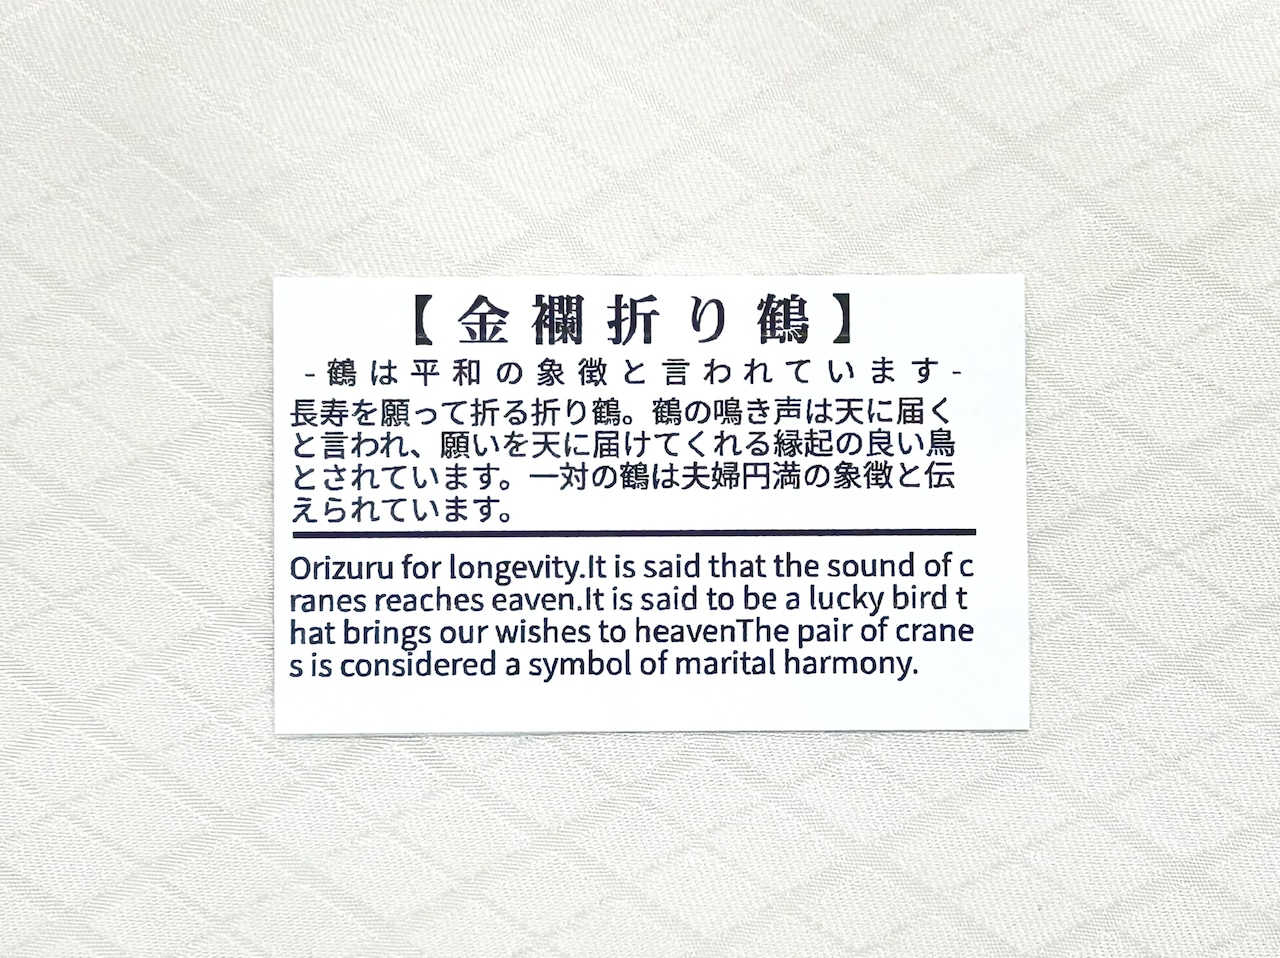 【金襴折り鶴】
-鶴は平和の象徴と言われています-
長寿を願って折る折り鶴。鶴の鳴き声は天に届く
と言われ、願いを天に届けてくれる縁起の良い鳥
とされています。一対の鶴は夫婦円満の象徴と伝
えられています。
Orizuru for longevity.It is said that the sound of c
ranes reaches eaven.It is said to be a lucky bird t
hat brings our wishes to heavenThe pair of crane
s is considered a symbol of marital harmony.